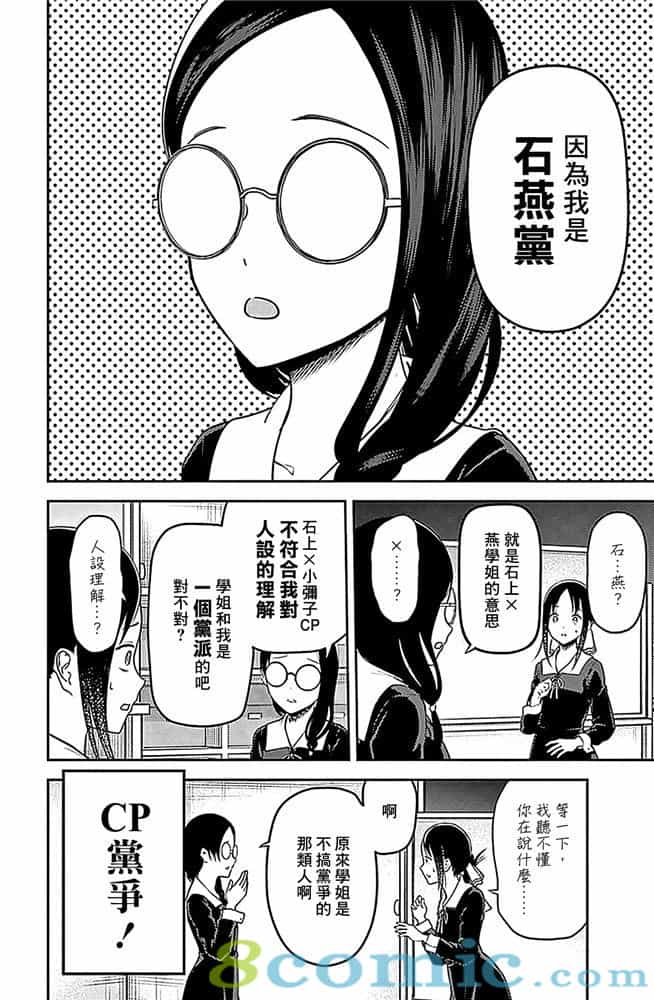 因為我是
石燕黨
石…燕？
就是石上×
燕學姐的意思
×……？
石上×小彌子CP
不符合我對
人設的理解
學姐和我是
一個黨派的吧
對不對？
人設理解…？
等一下，
我聽不懂
你在說什麼…
啊
原來學姐是
不搞黨爭的
那類人啊
CP
黨爭！
8comic.com